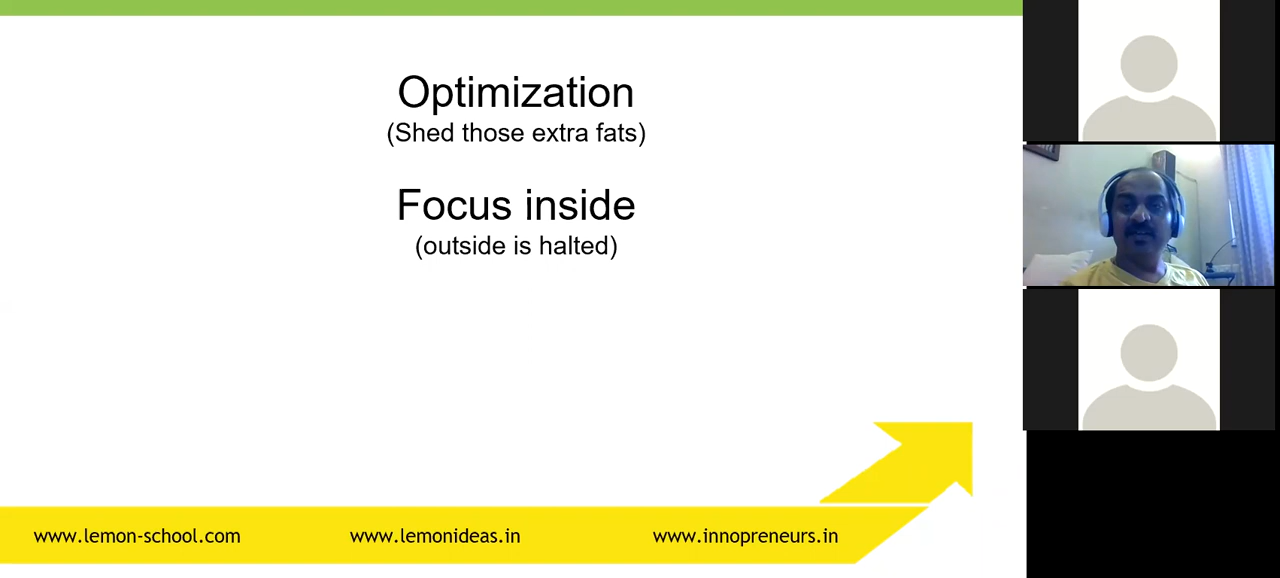 Optimization
(Shed those extra fats)
Focus inside
(outside is halted)
www.lemon-school.com
www.lemonideas.in
www.innopreneurs.in